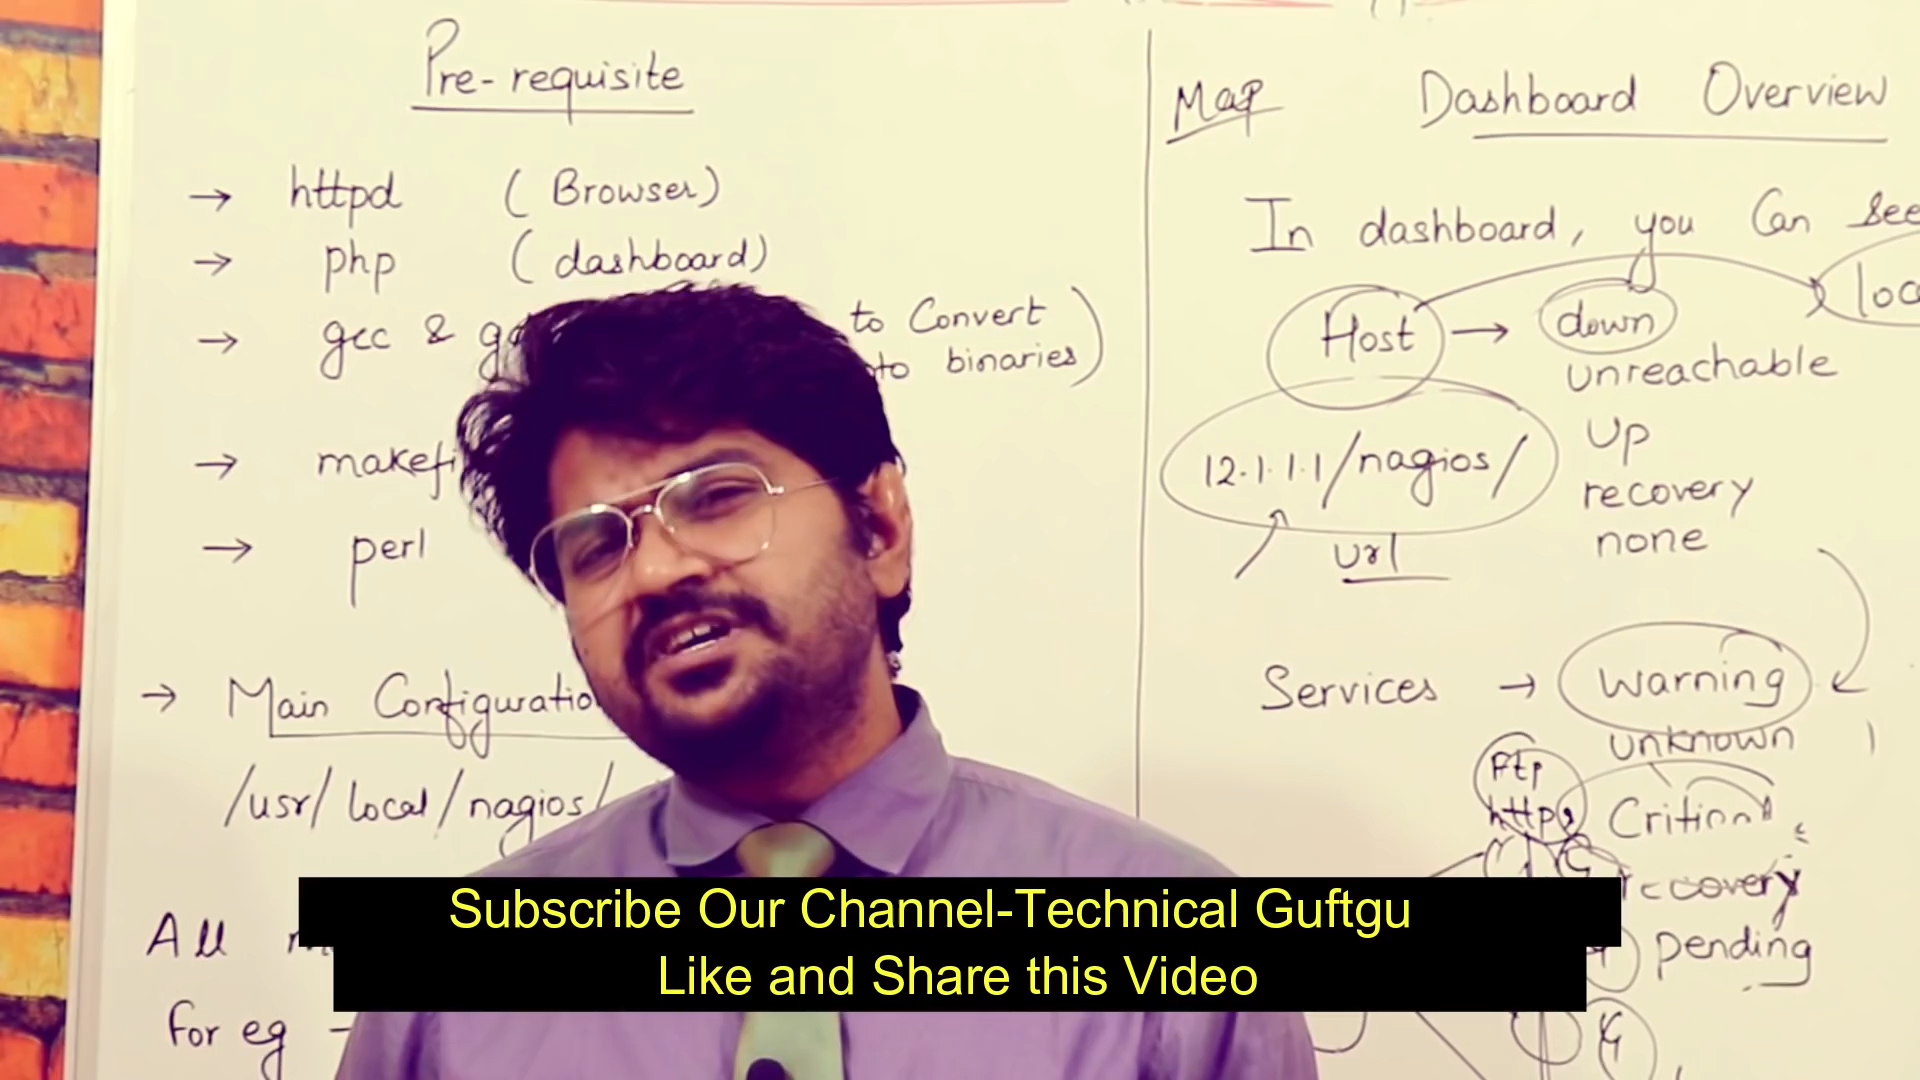 Pre-requisite
→ httpd ( Browser)
→ php ( dashboard)
→ gcc & to Convert
binaries)
→ makefi
→ perl
→ Main Configuratio
/usr/local/nagios/
All
For eg -
Map Dashboard Overview
In dashboard, you Can See
Host → down
unreachable
Up
recovery
none
12.1.1.1/nagios/
url
Services → Warning
unknown
Ftp
http Critical
recovery
pending
Subscribe Our Channel-Technical Guftgu
Like and Share this Video